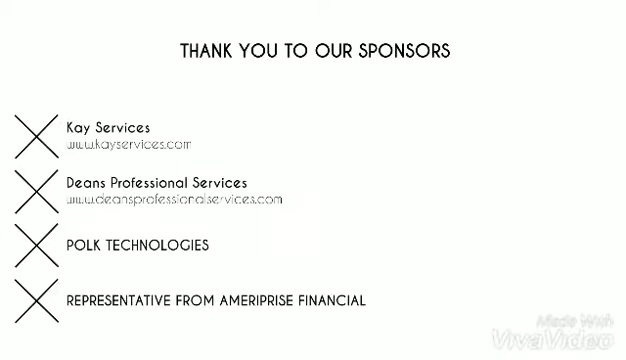 THANK YOU TO OUR SPONSORS
Kay Services
www.kayservices.com
Deans Professional Services
www.deansprofessionalservices.com
POLK TECHNOLOGIES
REPRESENTATIVE FROM AMERIPRISE FINANCIAL
Made With
VivaVideo